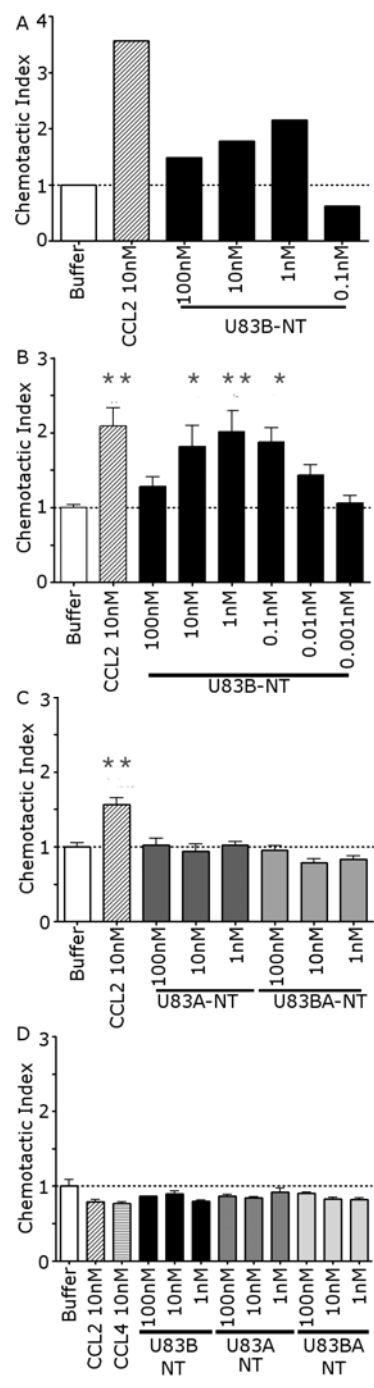 A
Chemotactic Index
4
3
2
1
0
Buffer
CCL2 10nM
100nM
10nM
1nM
0.1nM
U83B-NT
B
Chemotactic Index
3
2
1
0
** * ** *
Buffer
CCL2 10nM
100nM
10nM
1nM
0.1nM
0.01nM
0.001nM
U83B-NT
C
Chemotactic Index
3
2
1
0
**
Buffer
CCL2 10nM
100nM
10nM
1nM
100nM
10nM
1nM
U83A-NT U83BA-NT
D
Chemotactic Index
3
2
1
0
Buffer
CCL2 10nM
CCL4 10nM
100nM
10nM
1nM
100nM
10nM
1nM
100nM
10nM
1nM
U83B U83A U83BA
NT NT NT